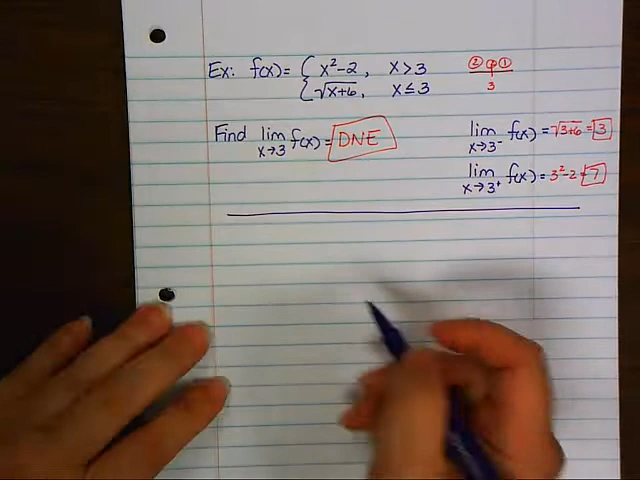 Ex: f(x)= { x²-2, x>3 ② ①
{ √x+6, x≤3 3
Find lim f(x)= DNE lim f(x)=√3+6=3
x→3 x→3⁻
lim f(x)=3²-2=7
x→3⁺